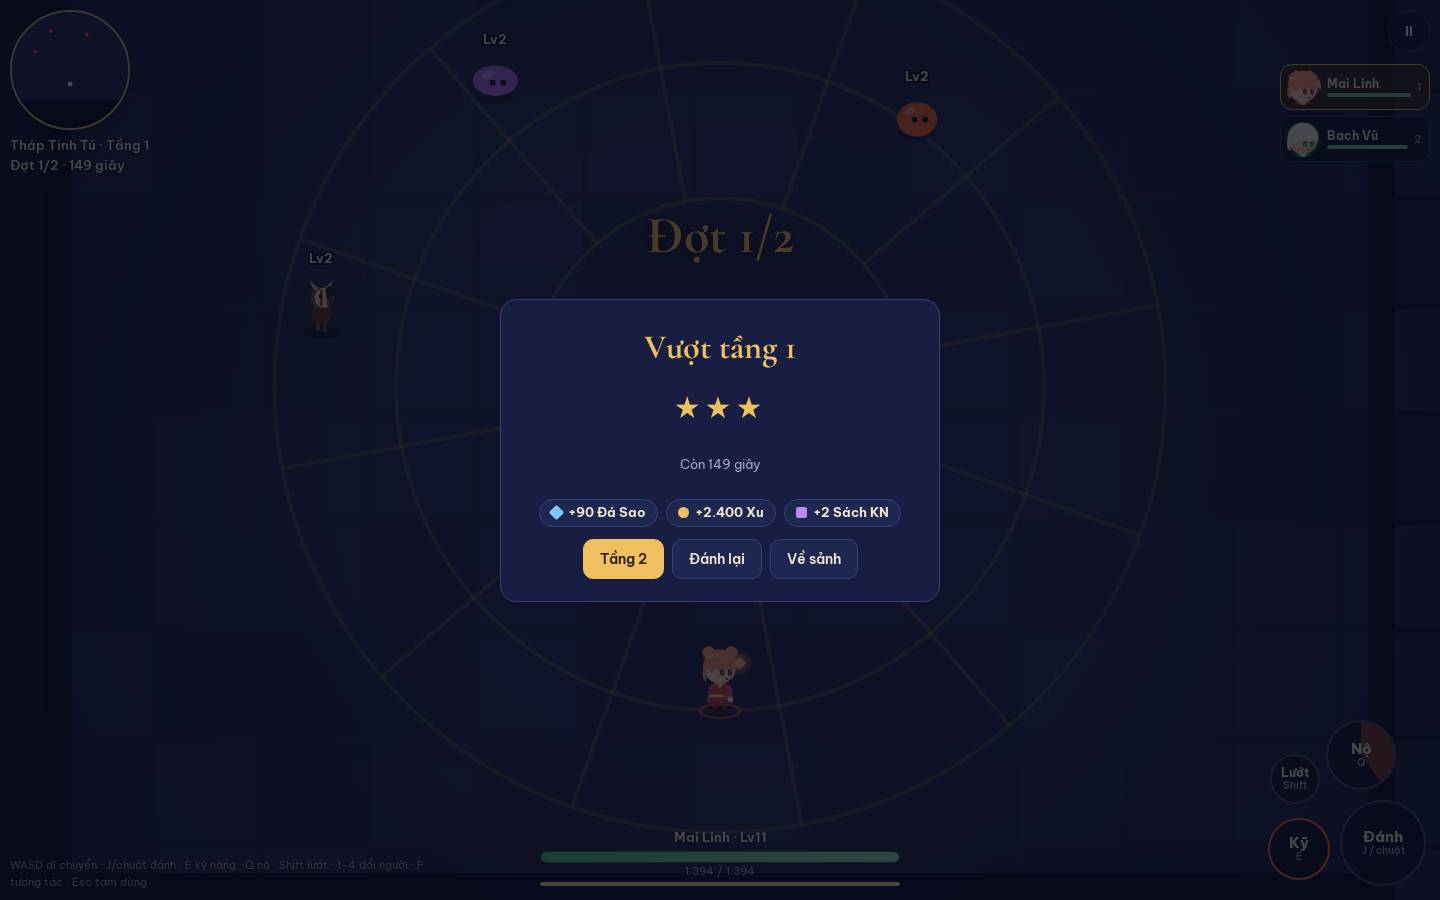 Lv2
Lv2
Mai Linh 1
Bạch Vũ 2
Tháp Tinh Tú · Tầng 1
Đợt 1/2 · 149 giây
Đợt 1/2
Lv2
Vượt tầng 1
★ ★ ★
Còn 149 giây
+90 Đá Sao
+2.400 Xu
+2 Sách KN
Tầng 2
Đánh lại
Về sảnh
Nộ
Q
Lướt
Shift
Kỹ
E
Đánh
J / chuột
Mai Linh · Lv11
1.394 / 1.394
WASD di chuyển · J/chuột đánh · E kỹ năng · Q nộ · Shift lướt · 1–4 đổi người · F
tương tác · Esc tạm dừng